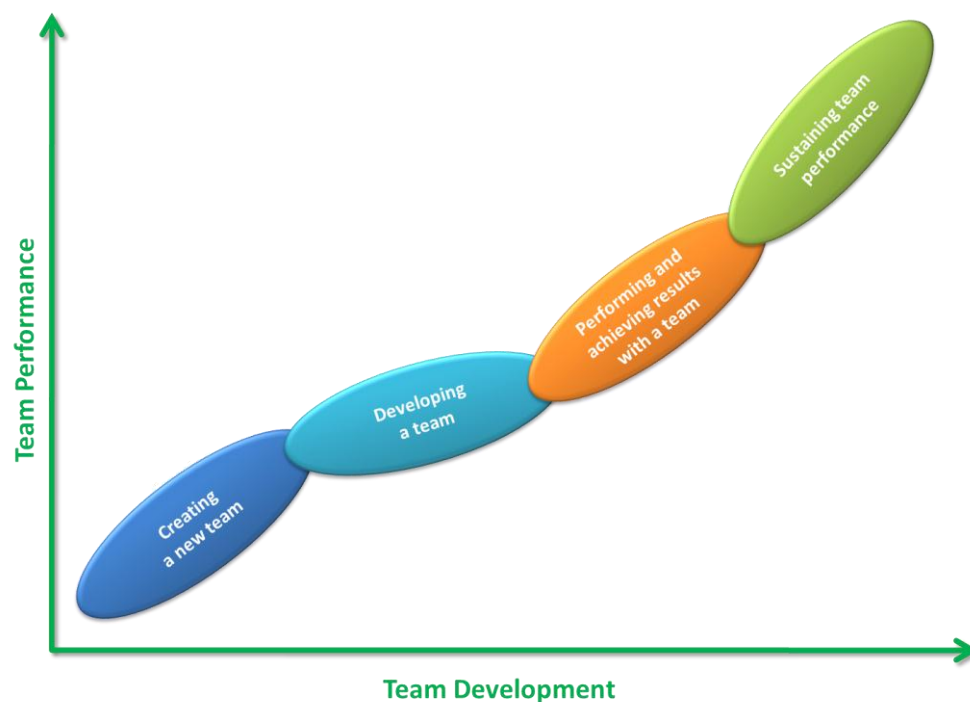 Team Performance
Creating
a new team
Developing
a team
Performing and
achieving results
with a team
Sustaining team
performance
Team Development